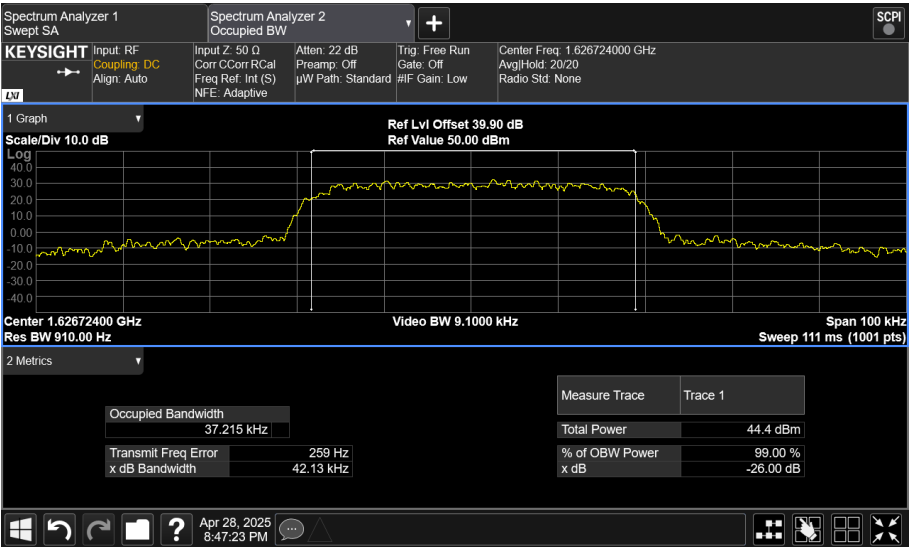 Spectrum Analyzer 1
Swept SA
Spectrum Analyzer 2
Occupied BW
▼
+
SCPI
KEYSIGHT
LXI
Input: RF
Coupling: DC
Align: Auto
Input Z: 50 Ω
Corr CCorr RCal
Freq Ref: Int (S)
NFE: Adaptive
Atten: 22 dB
Preamp: Off
µW Path: Standard
Trig: Free Run
Gate: Off
#IF Gain: Low
Center Freq: 1.626724000 GHz
Avg|Hold: 20/20
Radio Std: None
1 Graph ▼
Scale/Div 10.0 dB
Ref Lvl Offset 39.90 dB
Ref Value 50.00 dBm
Log
40.0
30.0
20.0
10.0
0.00
-10.0
-20.0
-30.0
-40.0
Center 1.62672400 GHz
Res BW 910.00 Hz
Video BW 9.1000 kHz
Span 100 kHz
Sweep 111 ms (1001 pts)
2 Metrics ▼
Occupied Bandwidth
37.215 kHz
Transmit Freq Error 259 Hz
x dB Bandwidth 42.13 kHz
Measure Trace Trace 1
Total Power 44.4 dBm
% of OBW Power 99.00 %
x dB -26.00 dB
?
Apr 28, 2025
8:47:23 PM